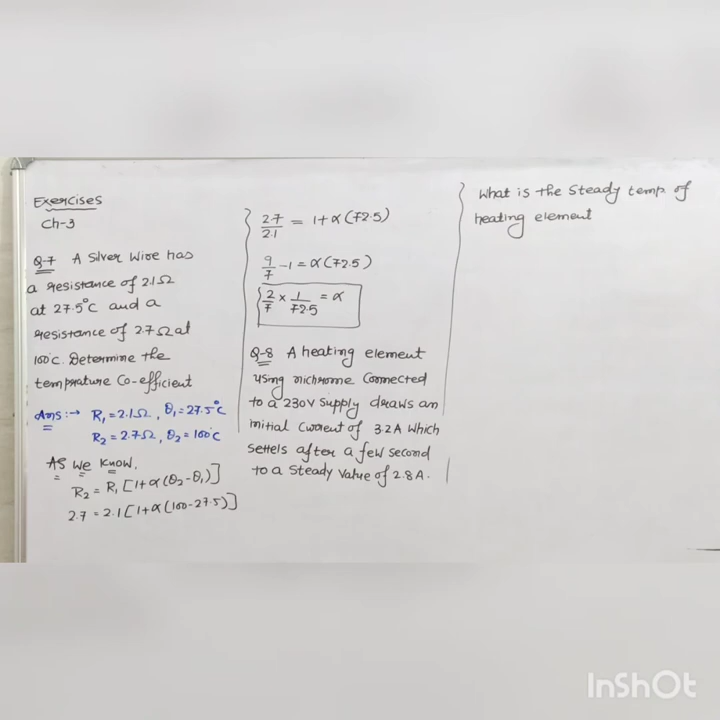 Exercises
Ch-3
Q-7 A Silver Wire has
a resistance of 2.1Ω
at 27.5°C and a
resistance of 2.7Ω at
100°C. Determine the
temprature Co-efficient
Ans:→ R₁=2.1Ω, θ₁=27.5°C
R₂=2.7Ω, θ₂=100°C
As We Know.
R₂ = R₁[1+α(θ₂-θ₁)]
2.7 = 2.1[1+α(100-27.5)]
2.7/2.1 = 1+α(72.5)
9/7 -1 = α(72.5)
2/7 × 1/72.5 = α
Q-8 A heating element
using nichrome Connected
to a 230V Supply draws an
initial Current of 3.2A Which
Settels after a few second
to a Steady Value of 2.8A.
What is the Steady temp. of
heating element
InShOt